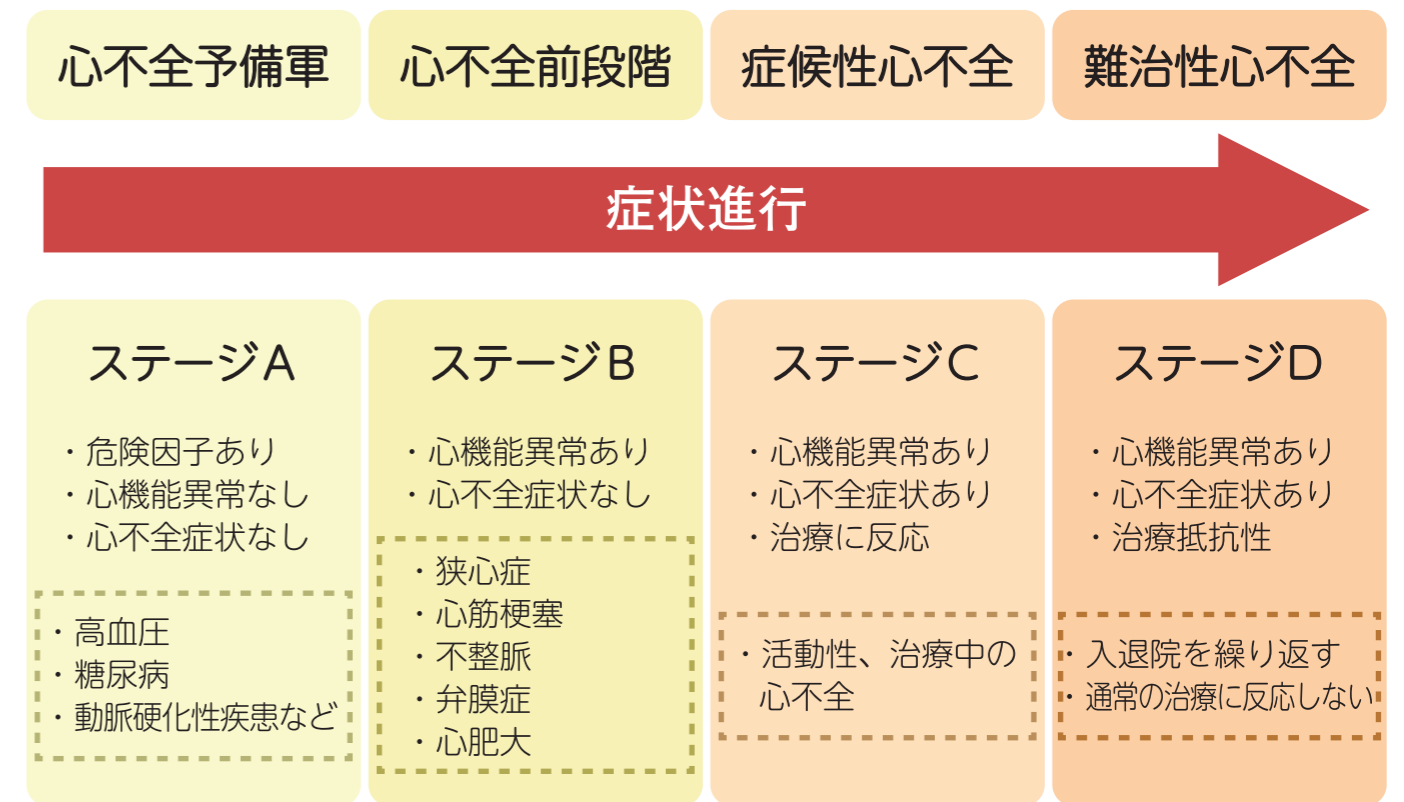 心不全予備軍
心不全前段階
症候性心不全
難治性心不全
症状進行
ステージA
・危険因子あり
・心機能異常なし
・心不全症状なし
・高血圧
・糖尿病
・動脈硬化性疾患など
ステージB
・心機能異常あり
・心不全症状なし
・狭心症
・心筋梗塞
・不整脈
・弁膜症
・心肥大
ステージC
・心機能異常あり
・心不全症状あり
・治療に反応
・活動性、治療中の
心不全
ステージD
・心機能異常あり
・心不全症状あり
・治療抵抗性
・入退院を繰り返す
・通常の治療に反応しない